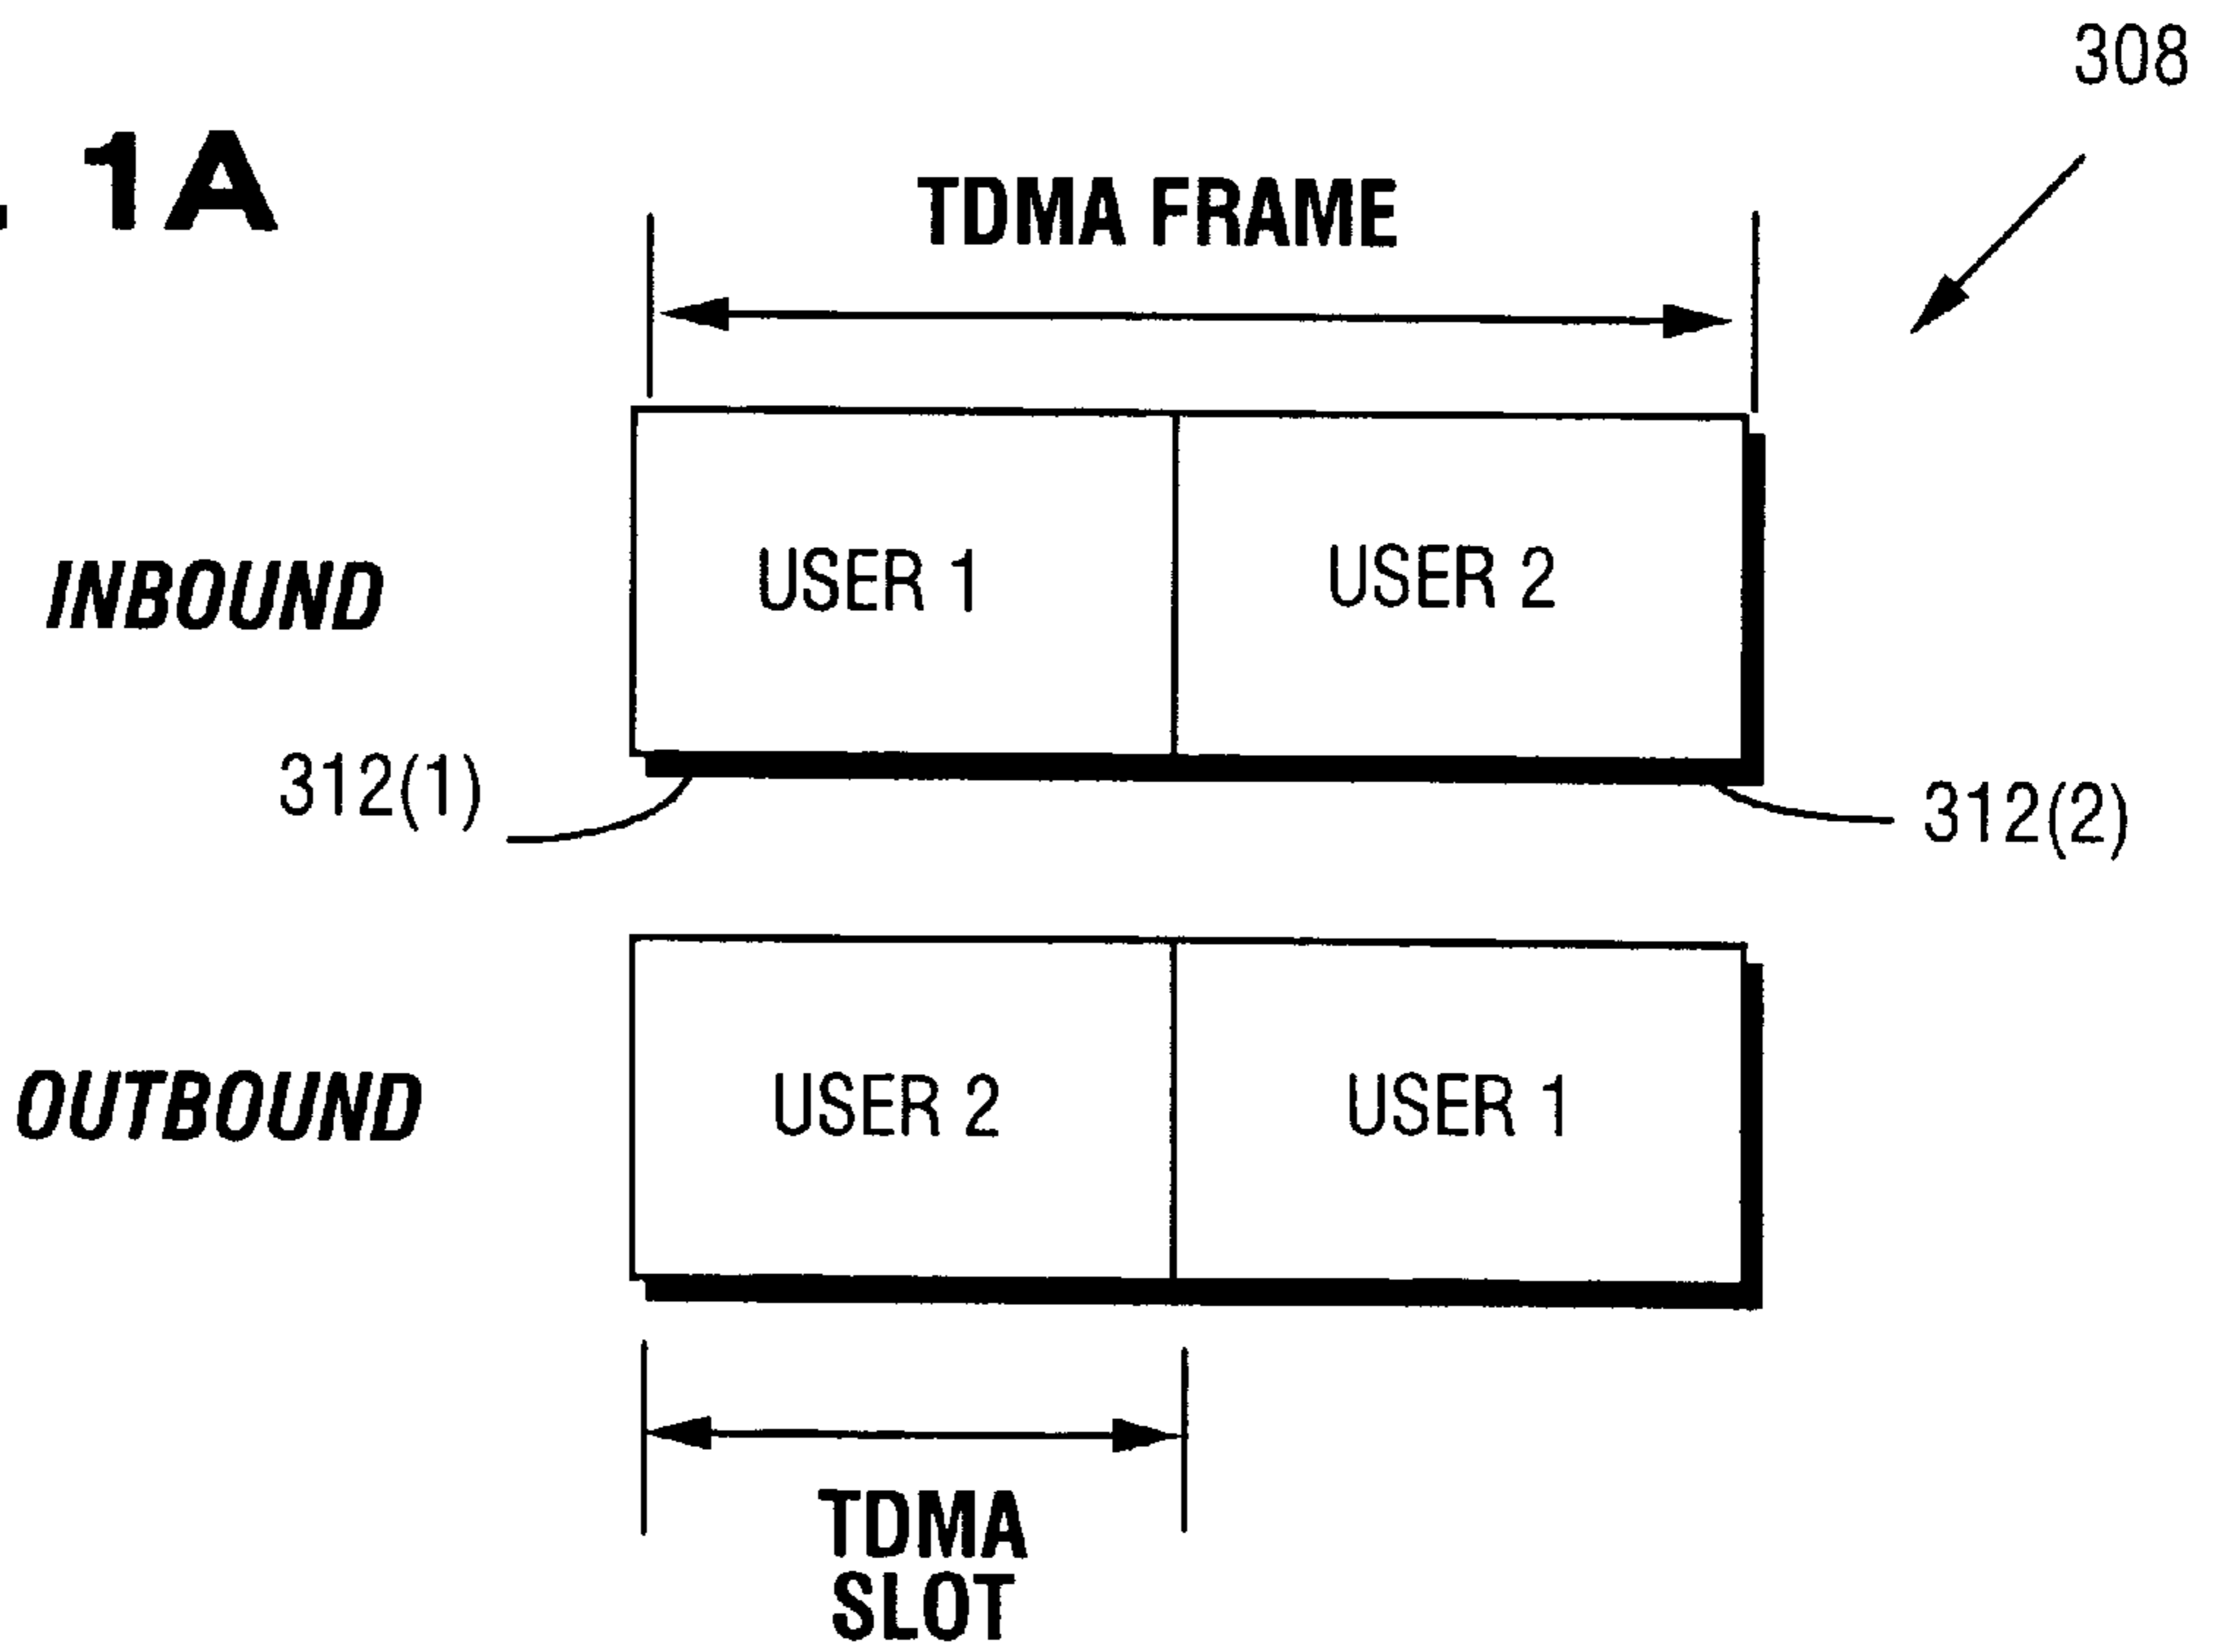 308
. 1A
TDMA FRAME
INBOUND
USER 1
USER 2
312(1)
312(2)
OUTBOUND
USER 2
USER 1
TDMA
SLOT